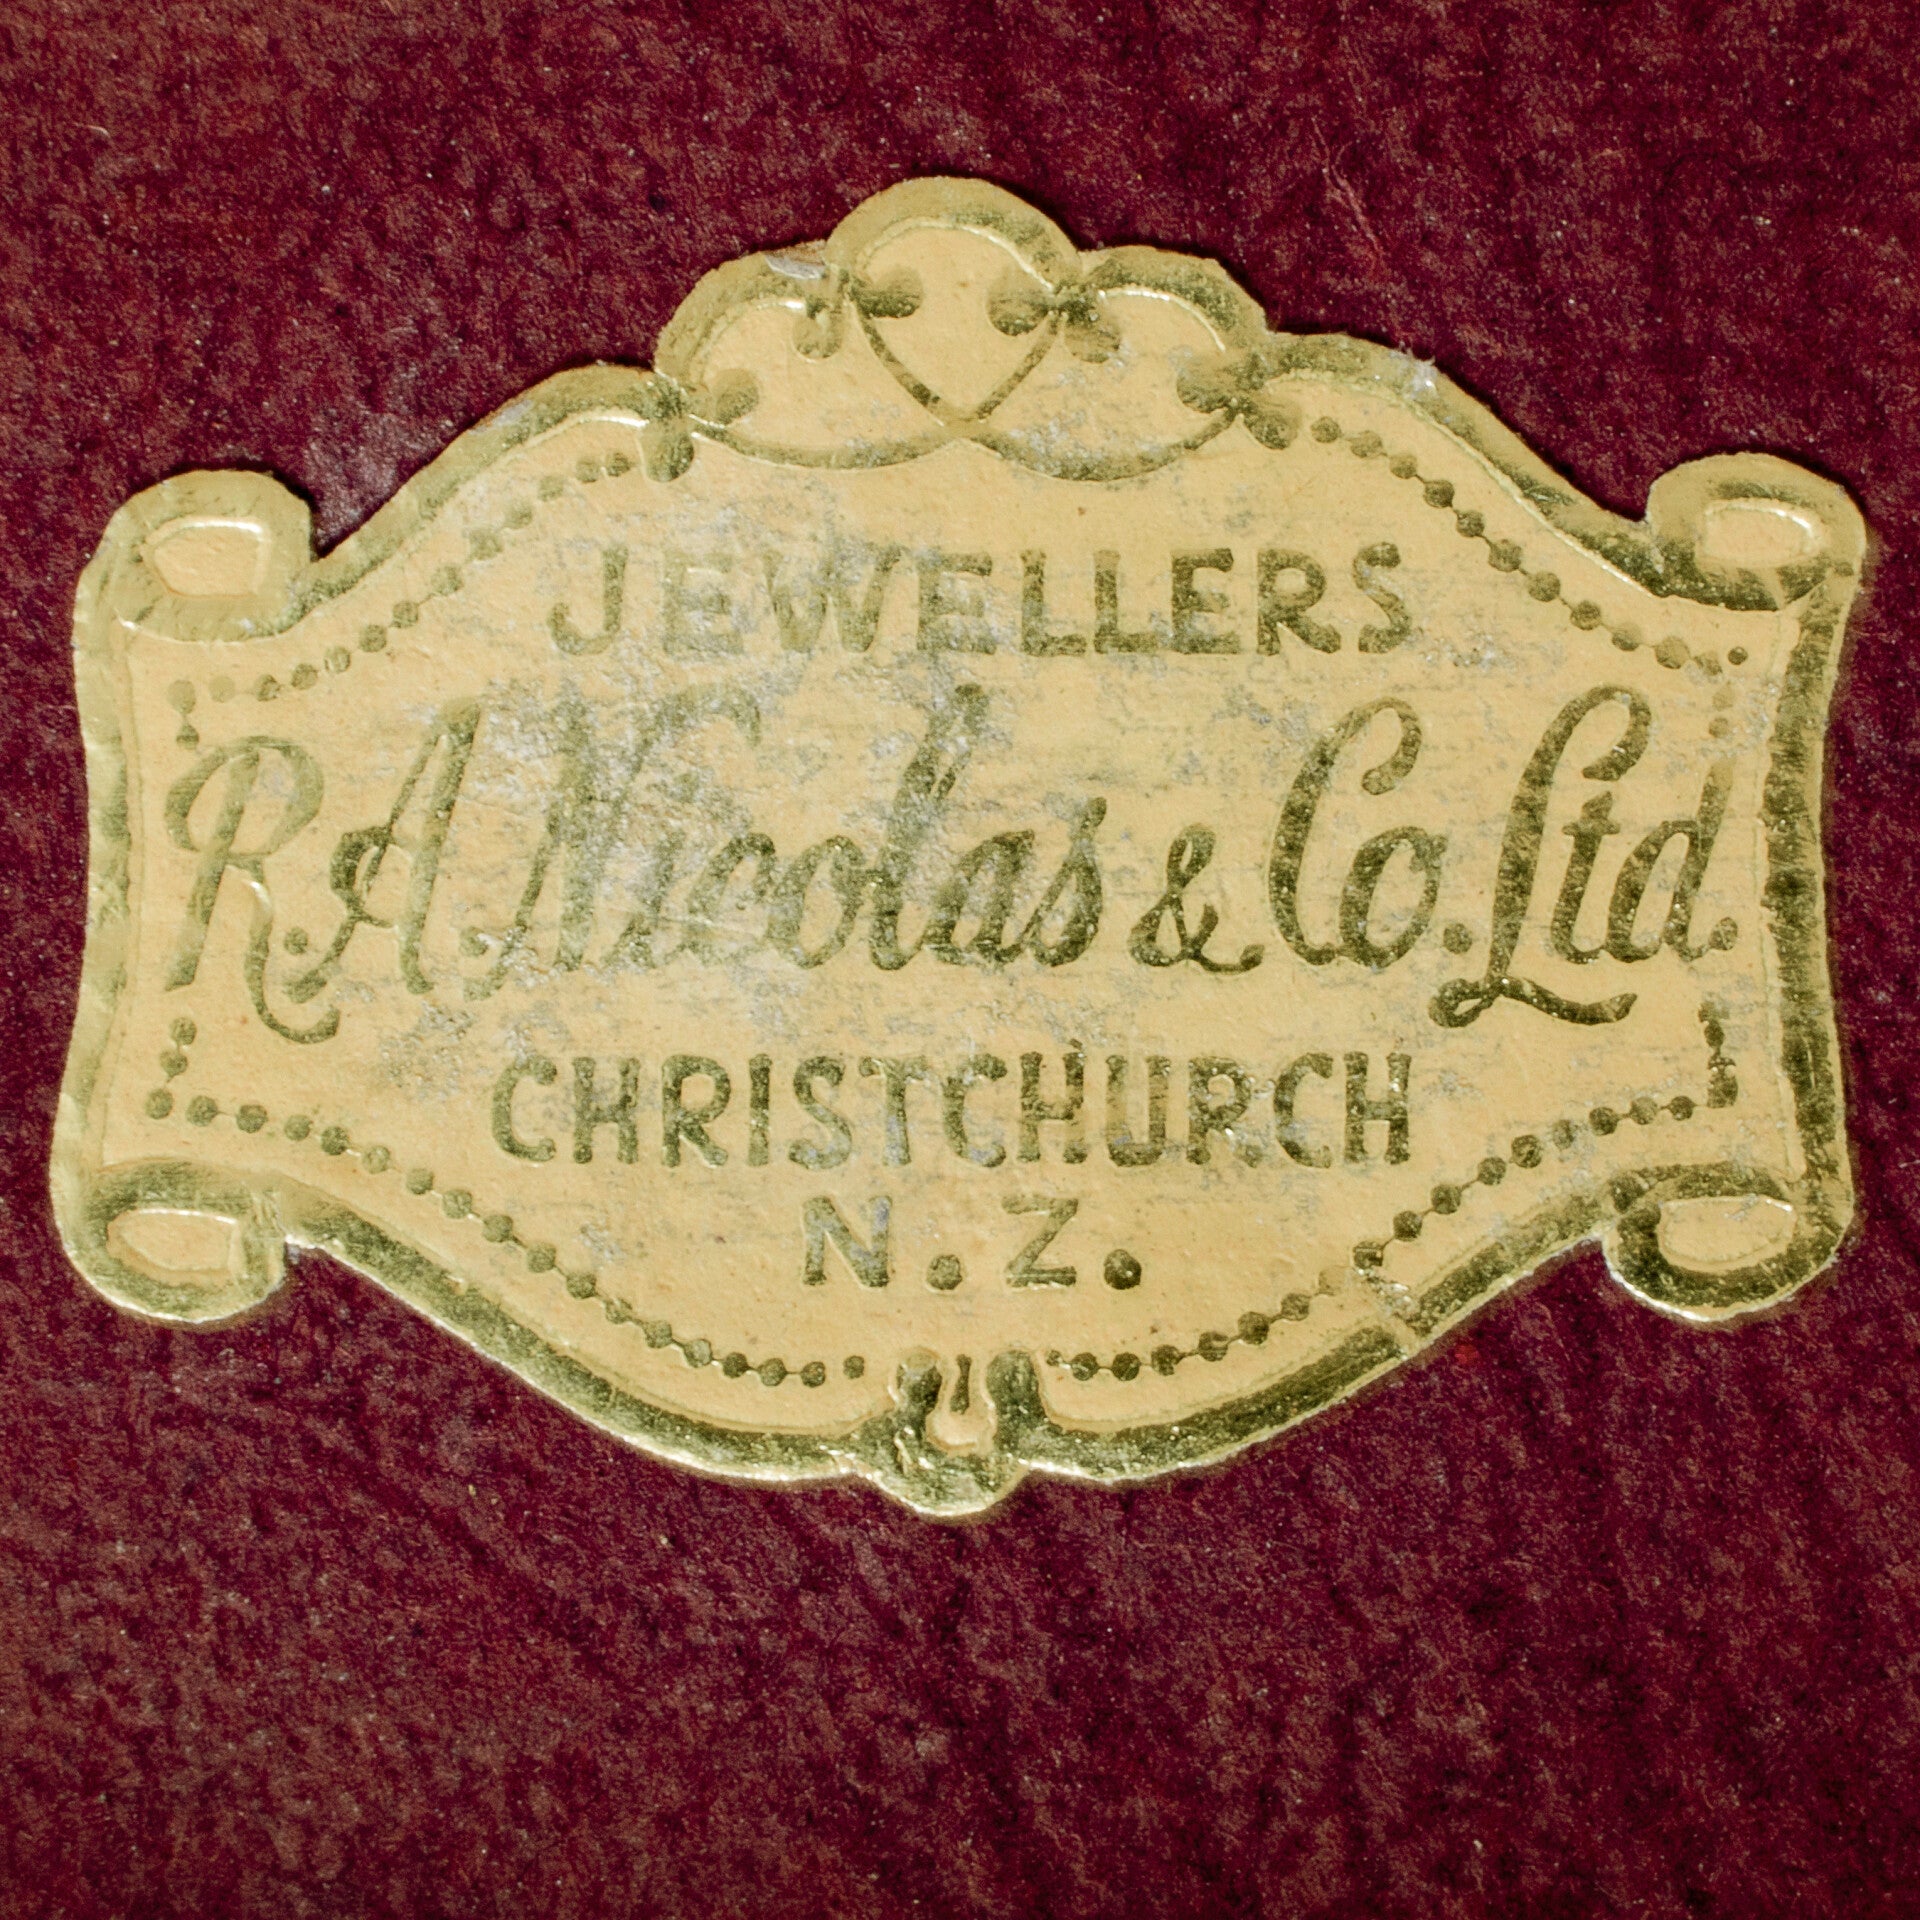 JEWELLERS
R.A. Nicolas & Co. Ltd.
CHRISTCHURCH
N.Z.